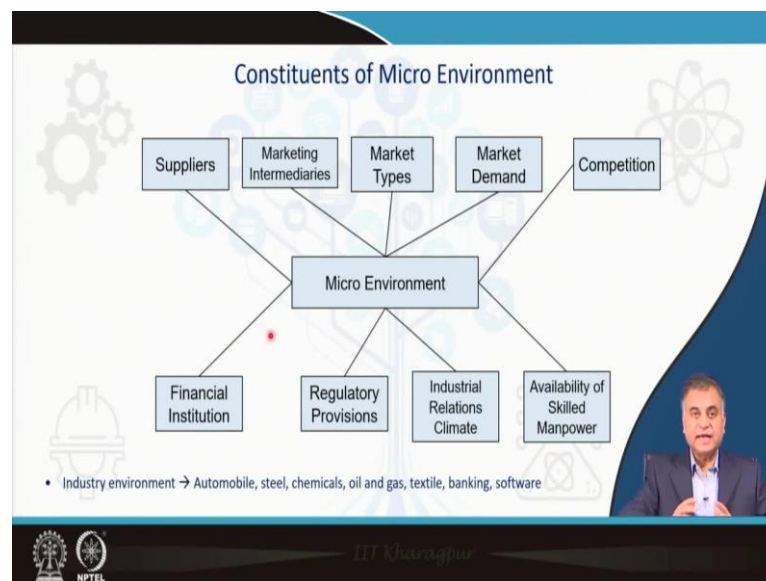 Constituents of Micro Environment
Suppliers
Marketing
Intermediaries
Market
Types
Market
Demand
Competition
Micro Environment
Financial
Institution
Regulatory
Provisions
Industrial
Relations
Climate
Availability of
Skilled
Manpower
• Industry environment → Automobile, steel, chemicals, oil and gas, textile, banking, software
IIT Kharagpur
NPTEL